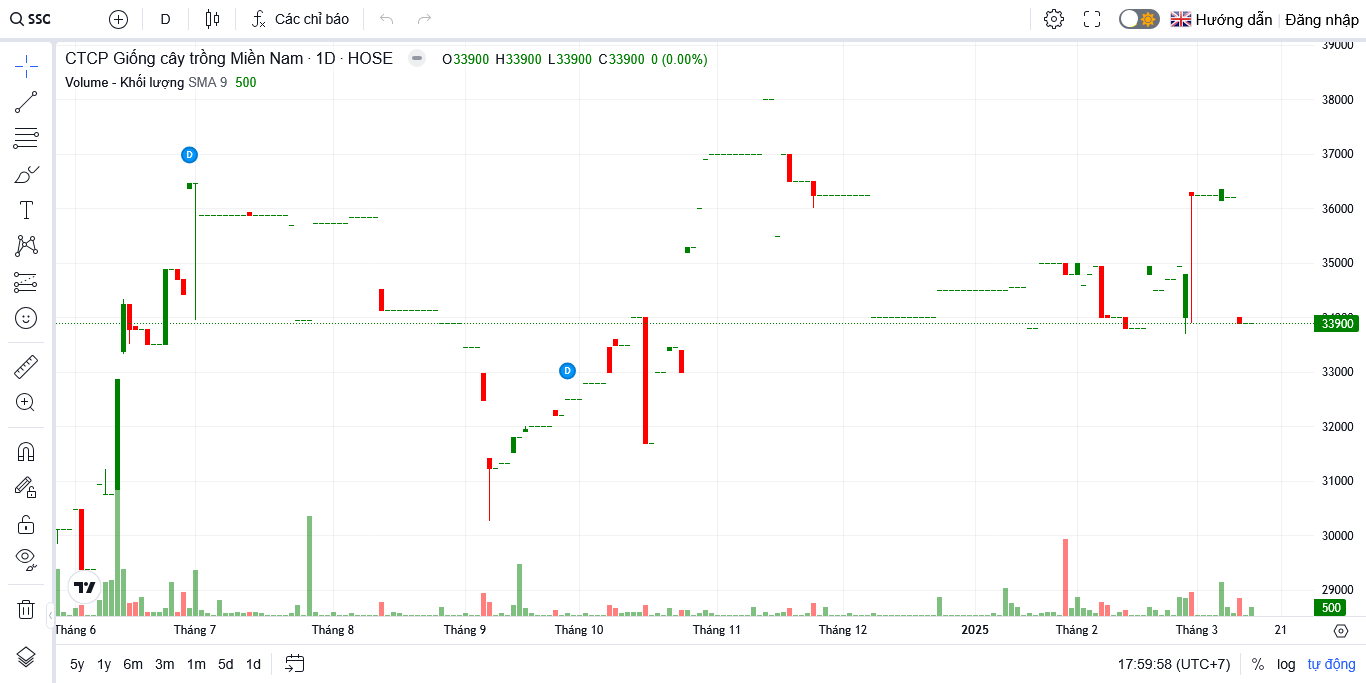 SSC D Các chỉ báo Hướng dẫn Đăng nhập
CTCP Giống cây trồng Miền Nam · 1D · HOSE O33900 H33900 L33900 C33900 0 (0.00%)
Volume - Khối lượng SMA 9 500
39000
38000
37000
36000
35000
34000
33900
33000
32000
31000
30000
29000
500
D
D
Tháng 6 Tháng 7 Tháng 8 Tháng 9 Tháng 10 Tháng 11 Tháng 12 2025 Tháng 2 Tháng 3 21
5y 1y 6m 3m 1m 5d 1d 17:59:58 (UTC+7) % log tự động